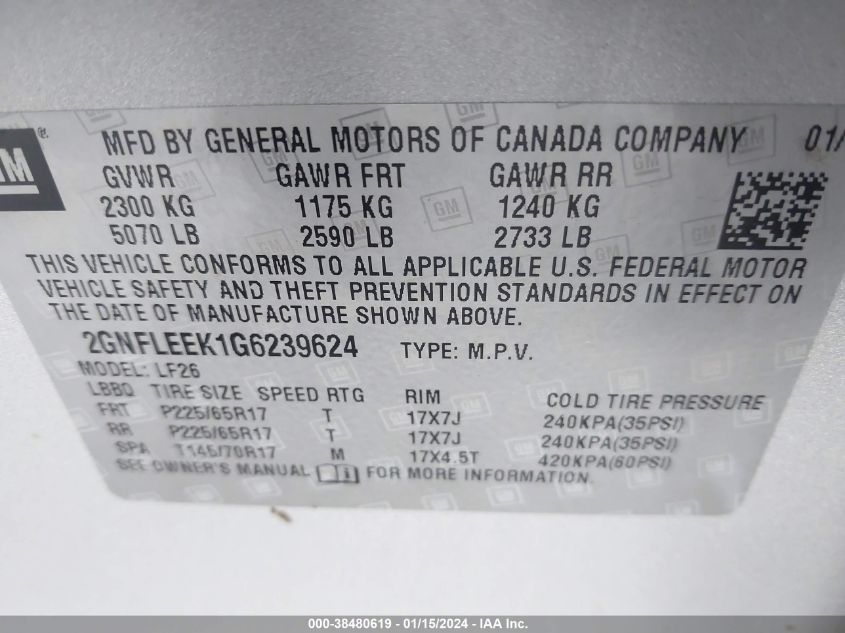 GM ®
MFD BY GENERAL MOTORS OF CANADA COMPANY 01/
GVWR GAWR FRT GAWR RR
2300 KG 1175 KG 1240 KG
5070 LB 2590 LB 2733 LB
THIS VEHICLE CONFORMS TO ALL APPLICABLE U.S. FEDERAL MOTOR
VEHICLE SAFETY AND THEFT PREVENTION STANDARDS IN EFFECT ON
THE DATE OF MANUFACTURE SHOWN ABOVE.
2GNFLEEK1G6239624 TYPE: M.P.V.
MODEL: LF26
LBBQ TIRE SIZE SPEED RTG RIM COLD TIRE PRESSURE
FRT P225/65R17 T 17X7J 240KPA(35PSI)
RR P225/65R17 T 17X7J 240KPA(35PSI)
SPA T145/70R17 M 17X4.5T 420KPA(60PSI)
SEE OWNER'S MANUAL FOR MORE INFORMATION.
000-38480619 - 01/15/2024 - IAA Inc.